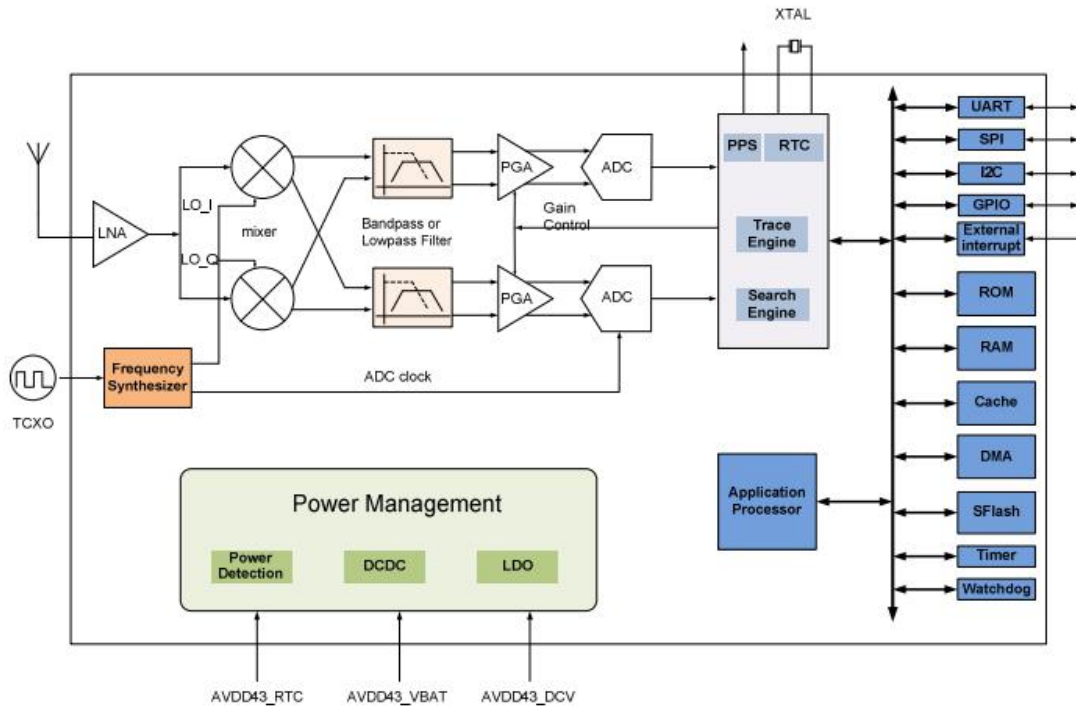 XTAL
UART
PPS
RTC
SPI
PGA
ADC
LO_I
I2C
LNA
mixer
Bandpass or
Lowpass Filter
Gain
Control
GPIO
Trace
Engine
External
interrupt
LO_Q
ROM
PGA
ADC
Search
Engine
RAM
Frequency
Synthesizer
ADC clock
TCXO
Cache
DMA
Power Management
Application
Processor
SFlash
Power
Detection
DCDC
LDO
Timer
Watchdog
AVDD43_RTC
AVDD43_VBAT
AVDD43_DCV